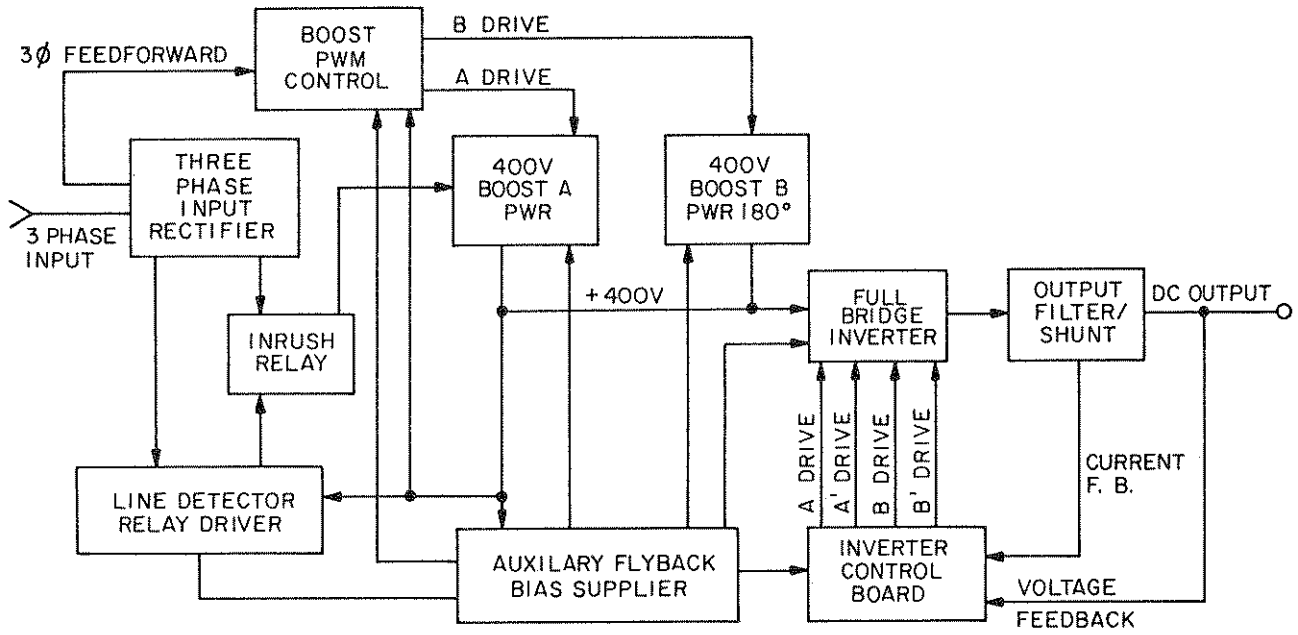 BOOST
PWM
CONTROL
B DRIVE
3Ø FEEDFORWARD
A DRIVE
THREE
PHASE
INPUT
RECTIFIER
3 PHASE
INPUT
400V
BOOST A
PWR
400V
BOOST B
PWR 180°
+400V
INRUSH
RELAY
FULL
BRIDGE
INVERTER
OUTPUT
FILTER/
SHUNT
DC OUTPUT
A DRIVE
A' DRIVE
B DRIVE
B' DRIVE
CURRENT
F. B.
LINE DETECTOR
RELAY DRIVER
AUXILARY FLYBACK
BIAS SUPPLIER
INVERTER
CONTROL
BOARD
VOLTAGE
FEEDBACK